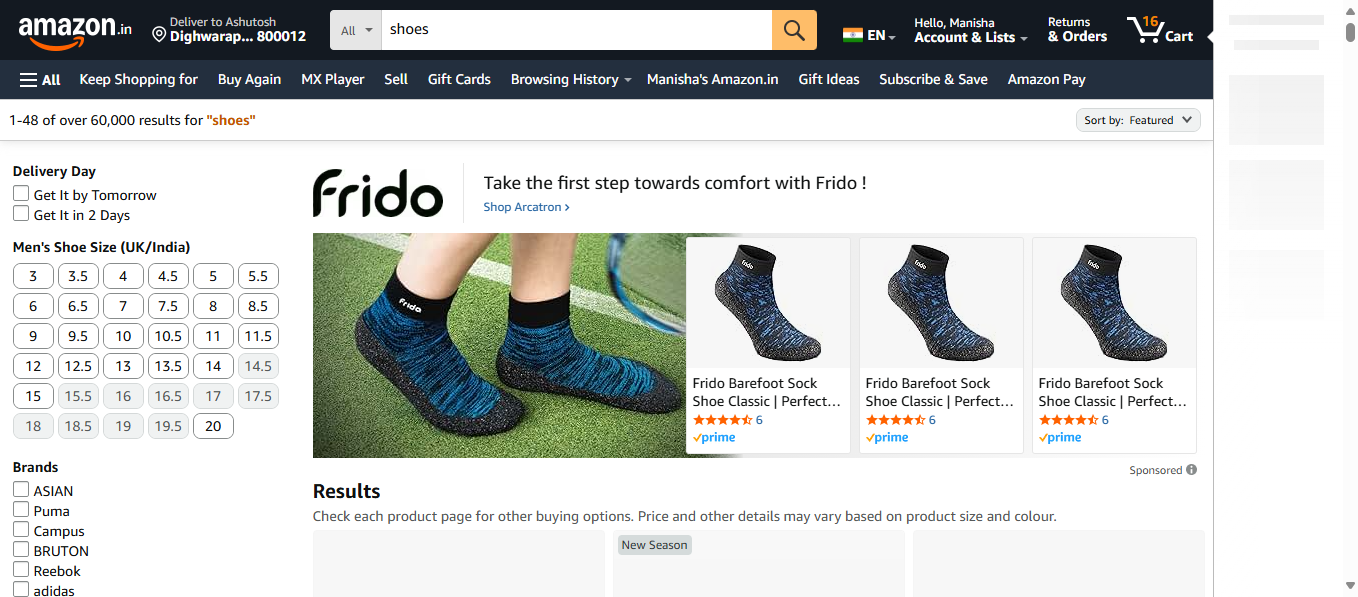 amazon.in
Deliver to Ashutosh
Dighwarap... 800012
All
shoes
EN
Hello, Manisha
Account & Lists
Returns
& Orders
16
Cart
All Keep Shopping for Buy Again MX Player Sell Gift Cards Browsing History Manisha's Amazon.in Gift Ideas Subscribe & Save Amazon Pay
1-48 of over 60,000 results for "shoes"
Sort by: Featured
Delivery Day
Get It by Tomorrow
Get It in 2 Days
Men's Shoe Size (UK/India)
3 3.5 4 4.5 5 5.5
6 6.5 7 7.5 8 8.5
9 9.5 10 10.5 11 11.5
12 12.5 13 13.5 14 14.5
15 15.5 16 16.5 17 17.5
18 18.5 19 19.5 20
Brands
ASIAN
Puma
Campus
BRUTON
Reebok
adidas
Frido
Take the first step towards comfort with Frido !
Shop Arcatron ›
Frido
Frido
Frido Barefoot Sock
Shoe Classic | Perfect...
6
prime
Frido
Frido Barefoot Sock
Shoe Classic | Perfect...
6
prime
Frido
Frido Barefoot Sock
Shoe Classic | Perfect...
6
prime
Sponsored
Results
Check each product page for other buying options. Price and other details may vary based on product size and colour.
New Season